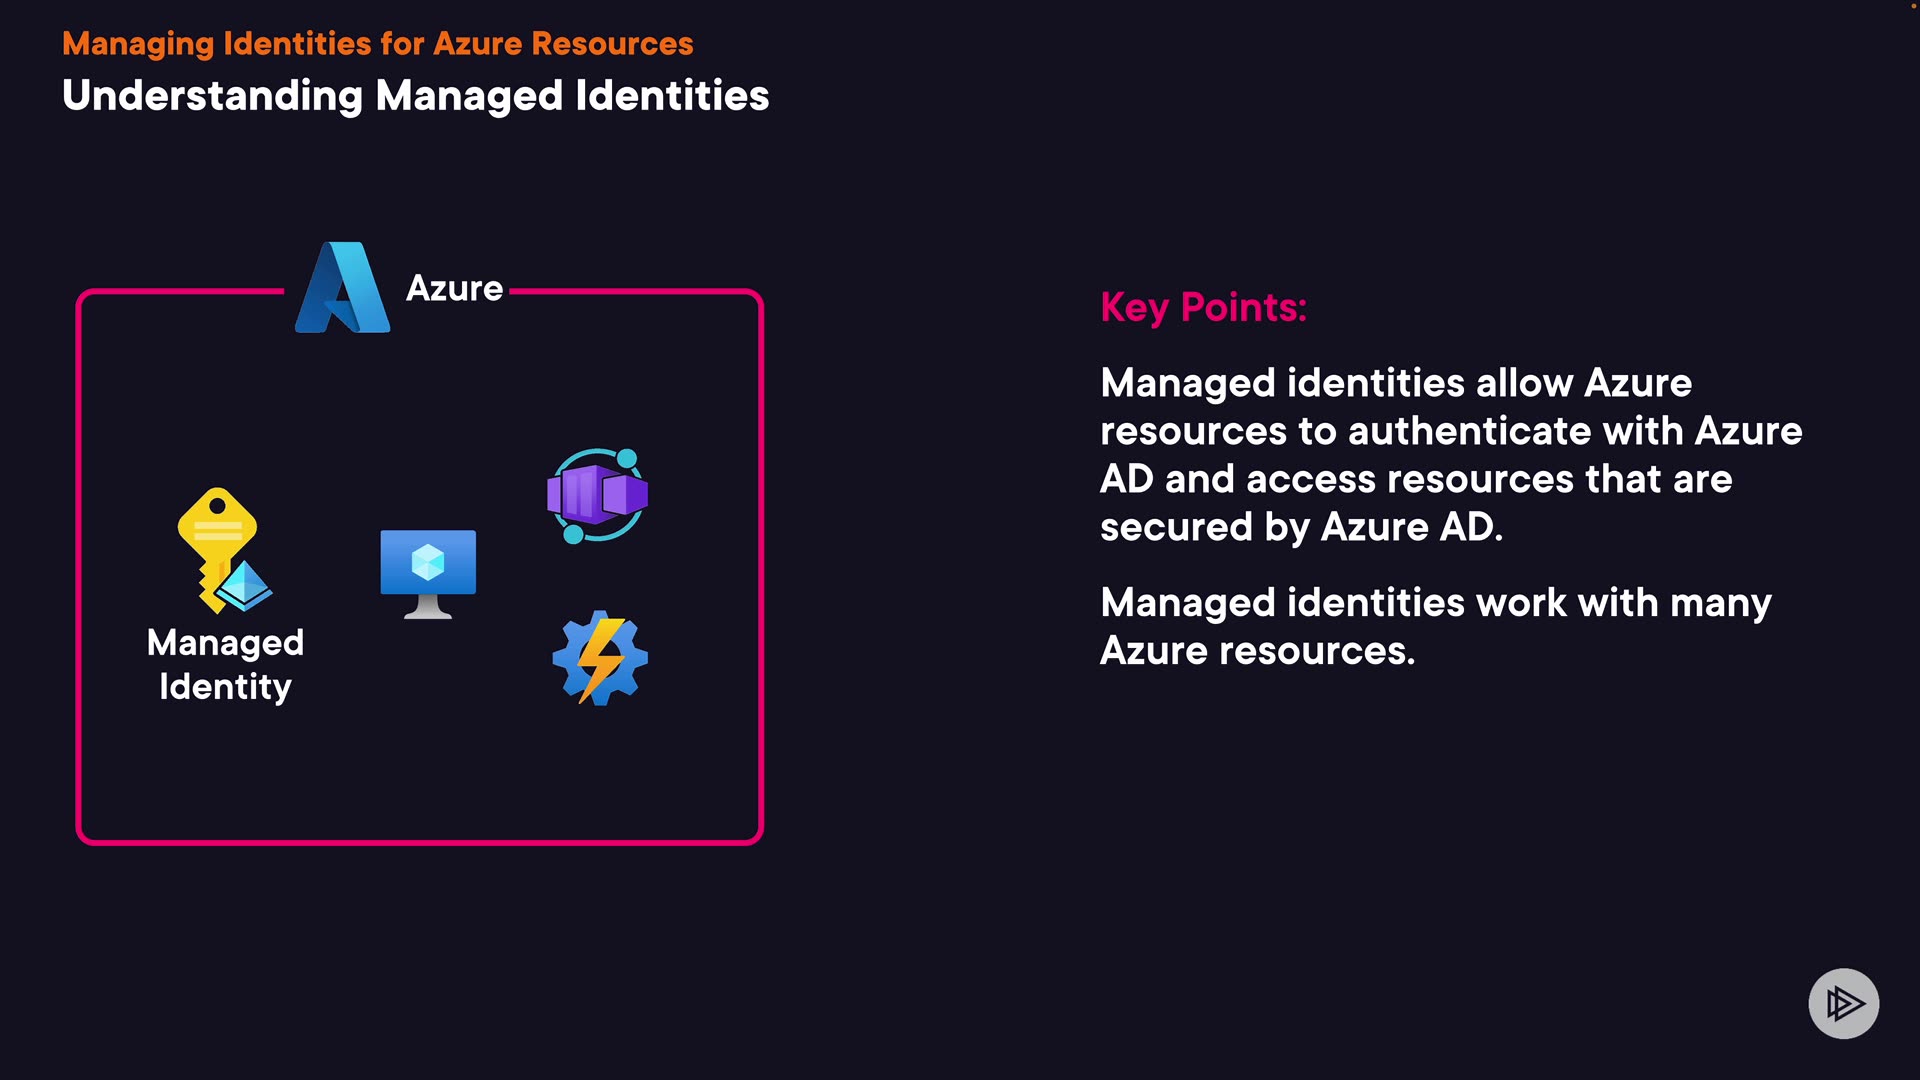 Managing Identities for Azure Resources
Understanding Managed Identities
Azure
Managed
Identity
Key Points:
Managed identities allow Azure
resources to authenticate with Azure
AD and access resources that are
secured by Azure AD.
Managed identities work with many
Azure resources.